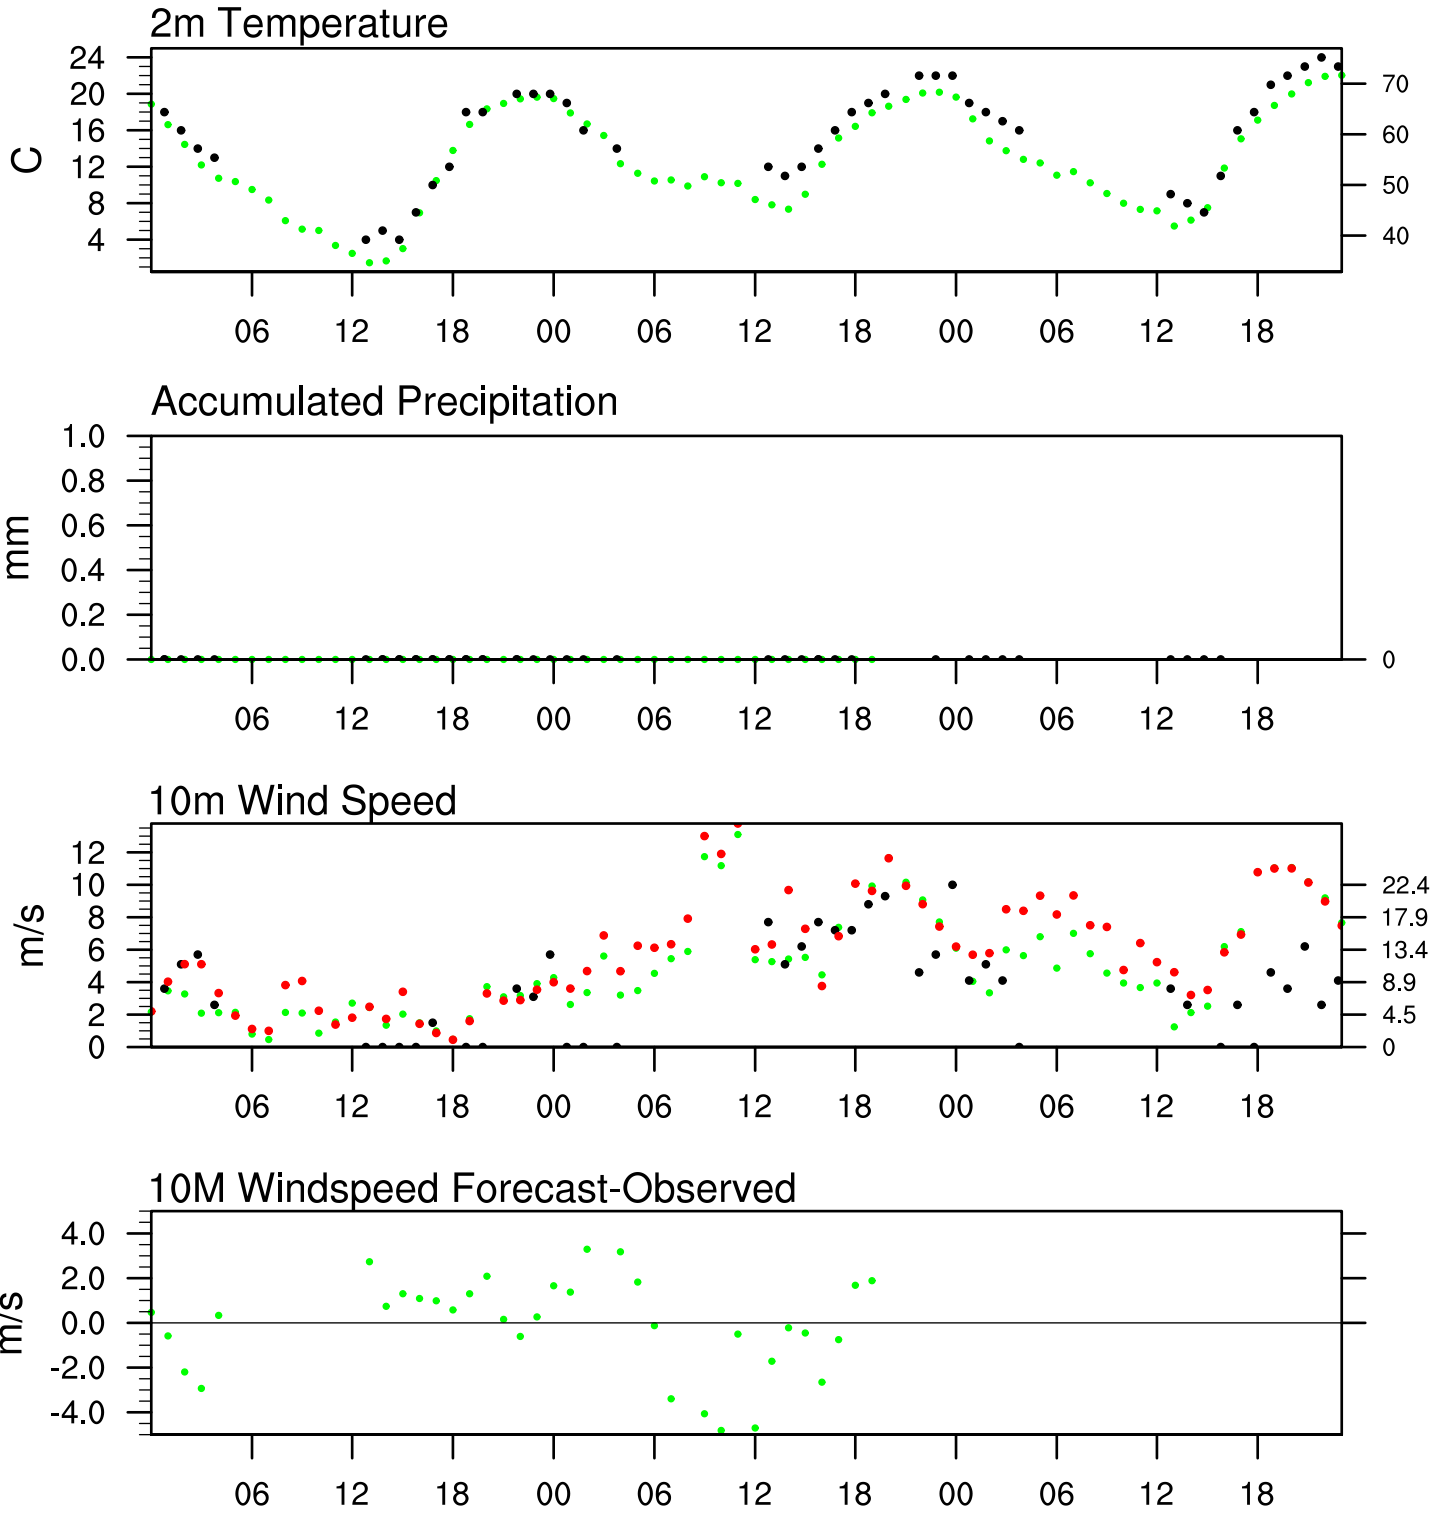 2m Temperature
24
20
16
12
8
4
C
70
60
50
40
06 12 18 00 06 12 18 00 06 12 18
Accumulated Precipitation
1.0
0.8
0.6
0.4
0.2
0.0
mm
0
06 12 18 00 06 12 18 00 06 12 18
10m Wind Speed
12
10
8
6
4
2
0
m/s
22.4
17.9
13.4
8.9
4.5
0
06 12 18 00 06 12 18 00 06 12 18
10M Windspeed Forecast-Observed
4.0
2.0
0.0
-2.0
-4.0
m/s
06 12 18 00 06 12 18 00 06 12 18